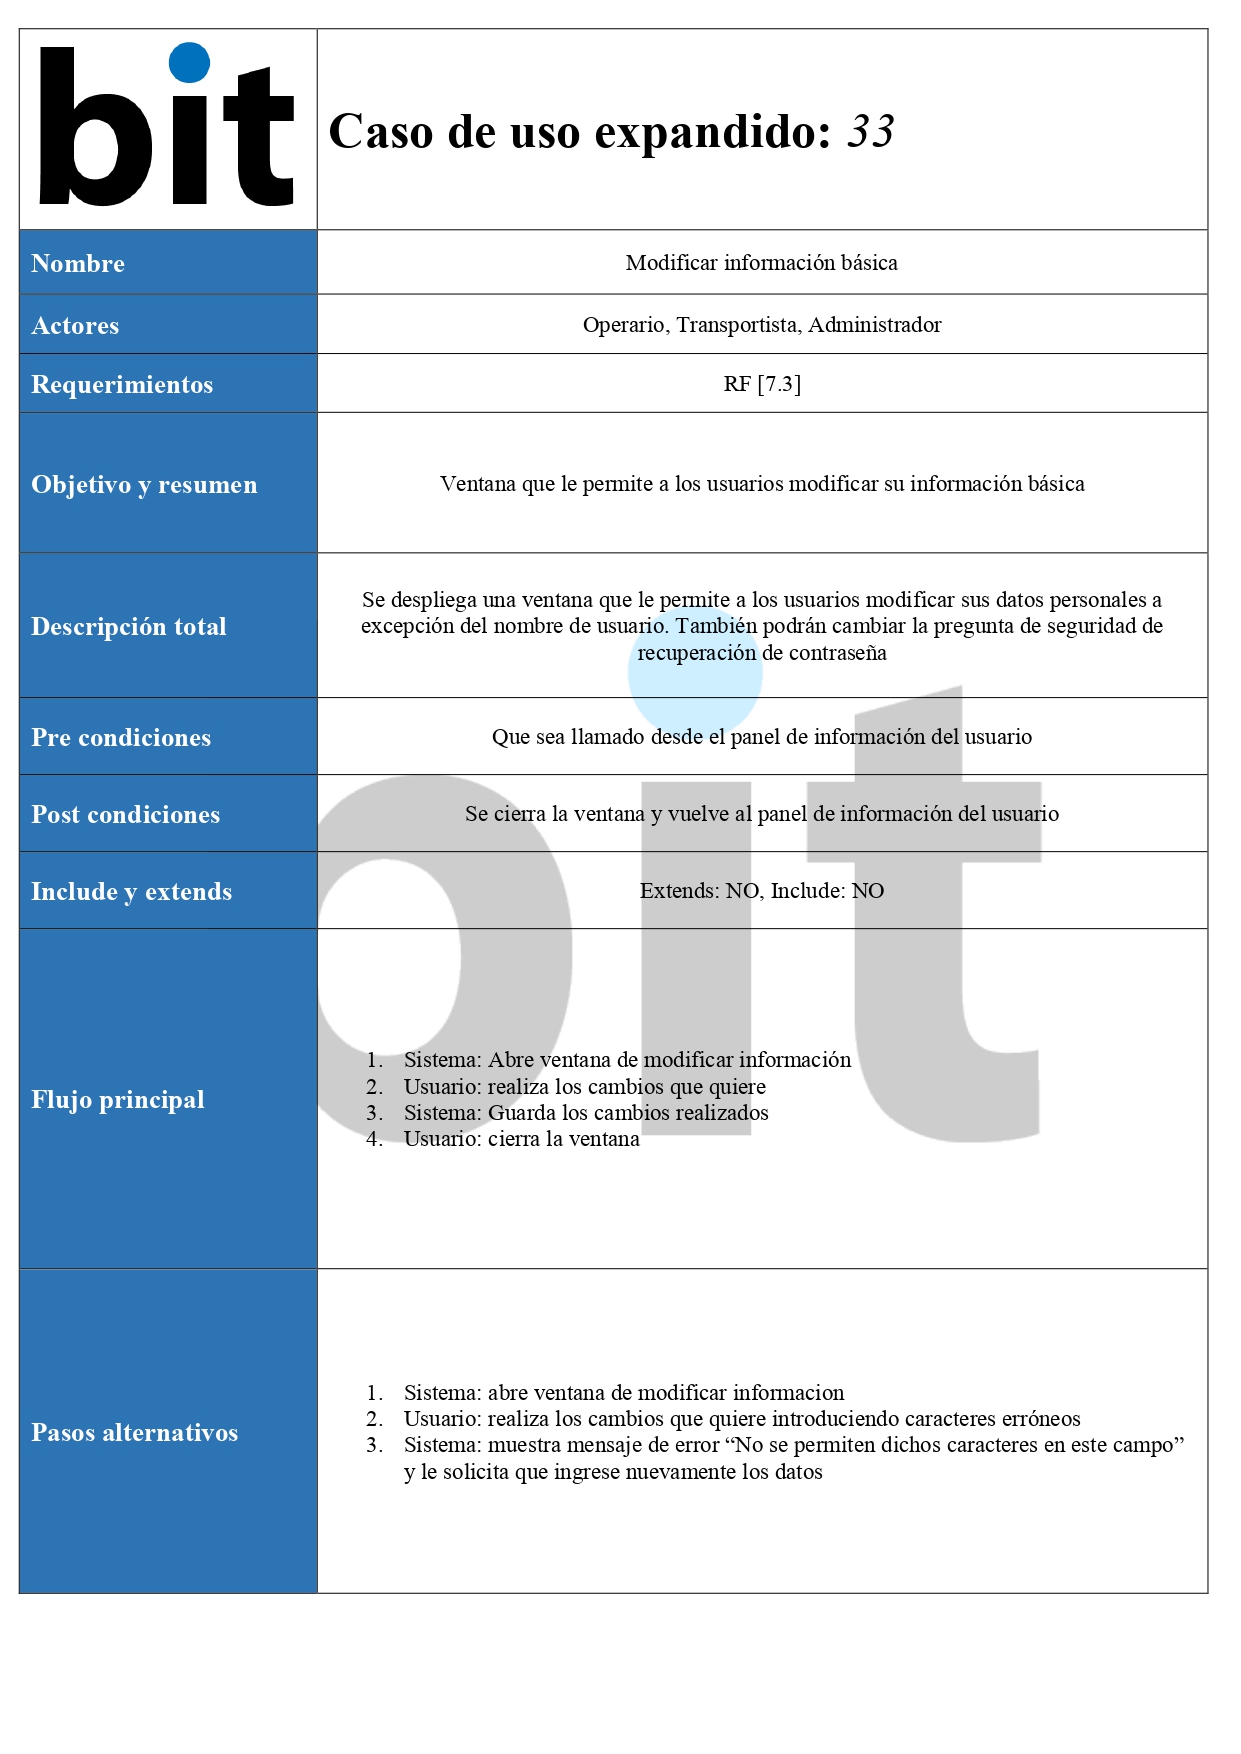 bit
Caso de uso expandido: 33
Nombre
Modificar información básica
Actores
Operario, Transportista, Administrador
Requerimientos
RF [7.3]
Objetivo y resumen
Ventana que le permite a los usuarios modificar su información básica
Descripción total
Se despliega una ventana que le permite a los usuarios modificar sus datos personales a
excepción del nombre de usuario. También podrán cambiar la pregunta de seguridad de
recuperación de contraseña
Pre condiciones
Que sea llamado desde el panel de información del usuario
Post condiciones
Se cierra la ventana y vuelve al panel de información del usuario
Include y extends
Extends: NO, Include: NO
Flujo principal
1. Sistema: Abre ventana de modificar información
2. Usuario: realiza los cambios que quiere
3. Sistema: Guarda los cambios realizados
4. Usuario: cierra la ventana
Pasos alternativos
1. Sistema: abre ventana de modificar informacion
2. Usuario: realiza los cambios que quiere introduciendo caracteres erróneos
3. Sistema: muestra mensaje de error “No se permiten dichos caracteres en este campo”
y le solicita que ingrese nuevamente los datos
bit